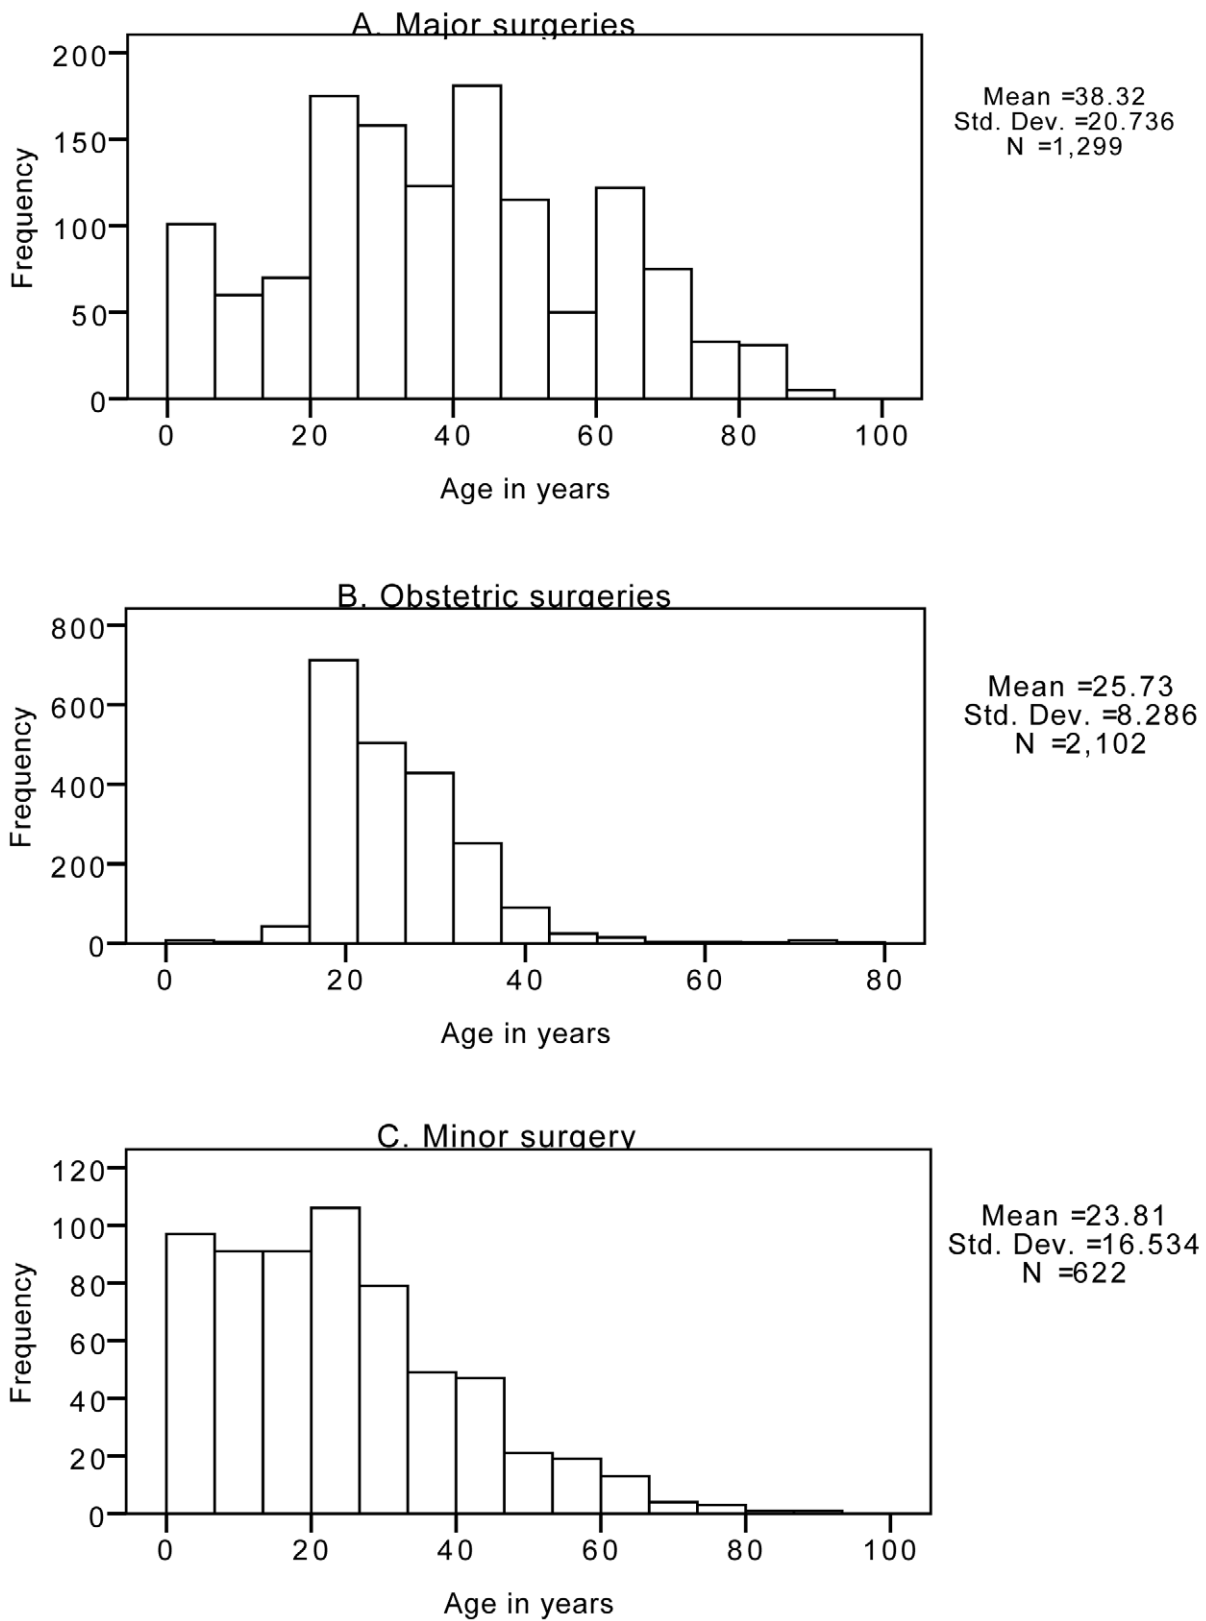 A. Major surgeries
200
150
100
50
0
Frequency
0 20 40 60 80 100
Age in years
Mean =38.32
Std. Dev. =20.736
N =1,299
B. Obstetric surgeries
800
600
400
200
0
Frequency
0 20 40 60 80
Age in years
Mean =25.73
Std. Dev. =8.286
N =2,102
C. Minor surgery
120
100
80
60
40
20
0
Frequency
0 20 40 60 80 100
Age in years
Mean =23.81
Std. Dev. =16.534
N =622